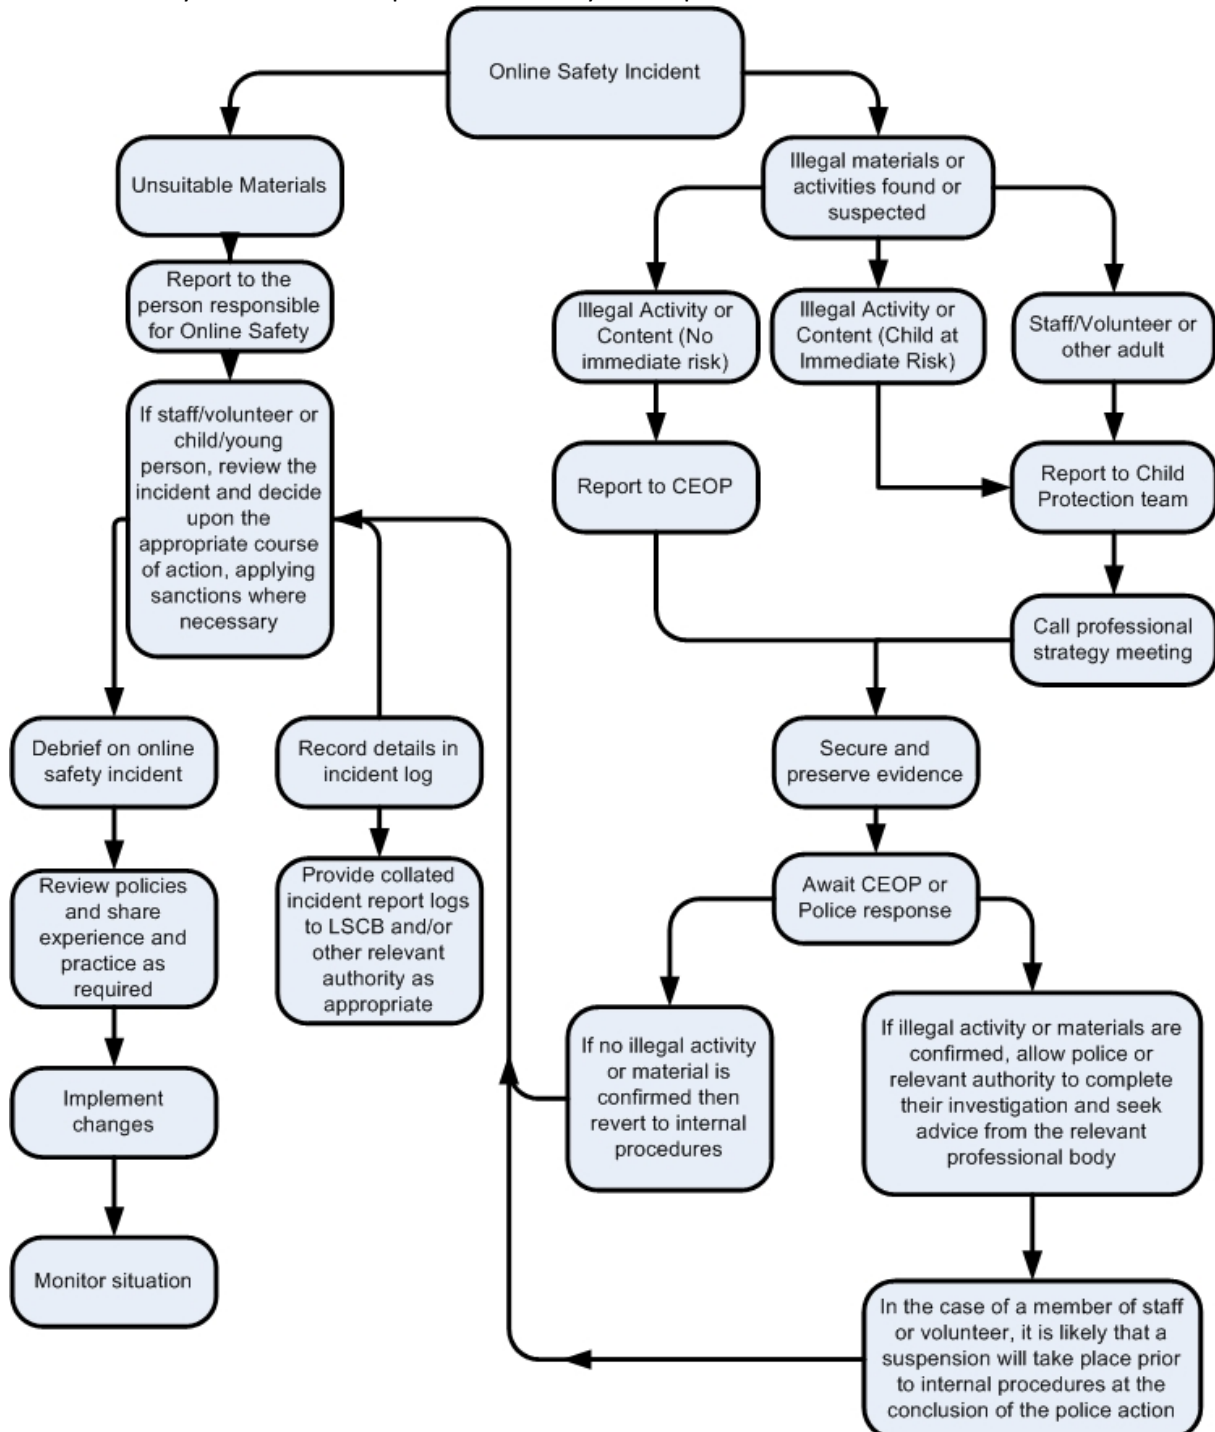 Online Safety Incident
Unsuitable Materials
Report to the
person responsible
for Online Safety
If staff/volunteer or
child/young
person, review the
incident and decide
upon the
appropriate course
of action, applying
sanctions where
necessary
Debrief on online
safety incident
Review policies
and share
experience and
practice as
required
Implement
changes
Monitor situation
Record details in
incident log
Provide collated
incident report logs
to LSCB and/or
other relevant
authority as
appropriate
Illegal materials or
activities found or
suspected
Illegal Activity or
Content (No
immediate risk)
Report to CEOP
Illegal Activity or
Content (Child at
Immediate Risk)
Staff/Volunteer or
other adult
Report to Child
Protection team
Call professional
strategy meeting
Secure and
preserve evidence
Await CEOP or
Police response
If no illegal activity
or material is
confirmed then
revert to internal
procedures
If illegal activity or materials are
confirmed, allow police or
relevant authority to complete
their investigation and seek
advice from the relevant
professional body
In the case of a member of staff
or volunteer, it is likely that a
suspension will take place prior
to internal procedures at the
conclusion of the police action